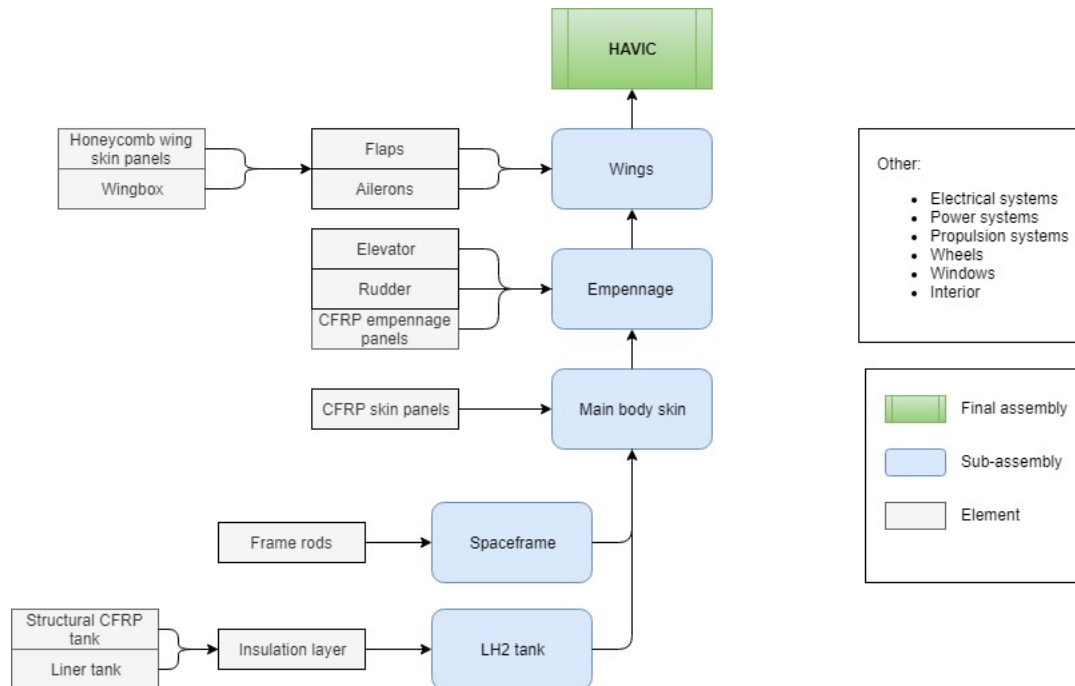 HAVIC
Honeycomb wing
skin panels
Wingbox
Flaps
Ailerons
Wings
Elevator
Rudder
CFRP empennage
panels
Empennage
CFRP skin panels
Main body skin
Frame rods
Spaceframe
Structural CFRP
tank
Liner tank
Insulation layer
LH2 tank
Other:
• Electrical systems
• Power systems
• Propulsion systems
• Wheels
• Windows
• Interior
Final assembly
Sub-assembly
Element